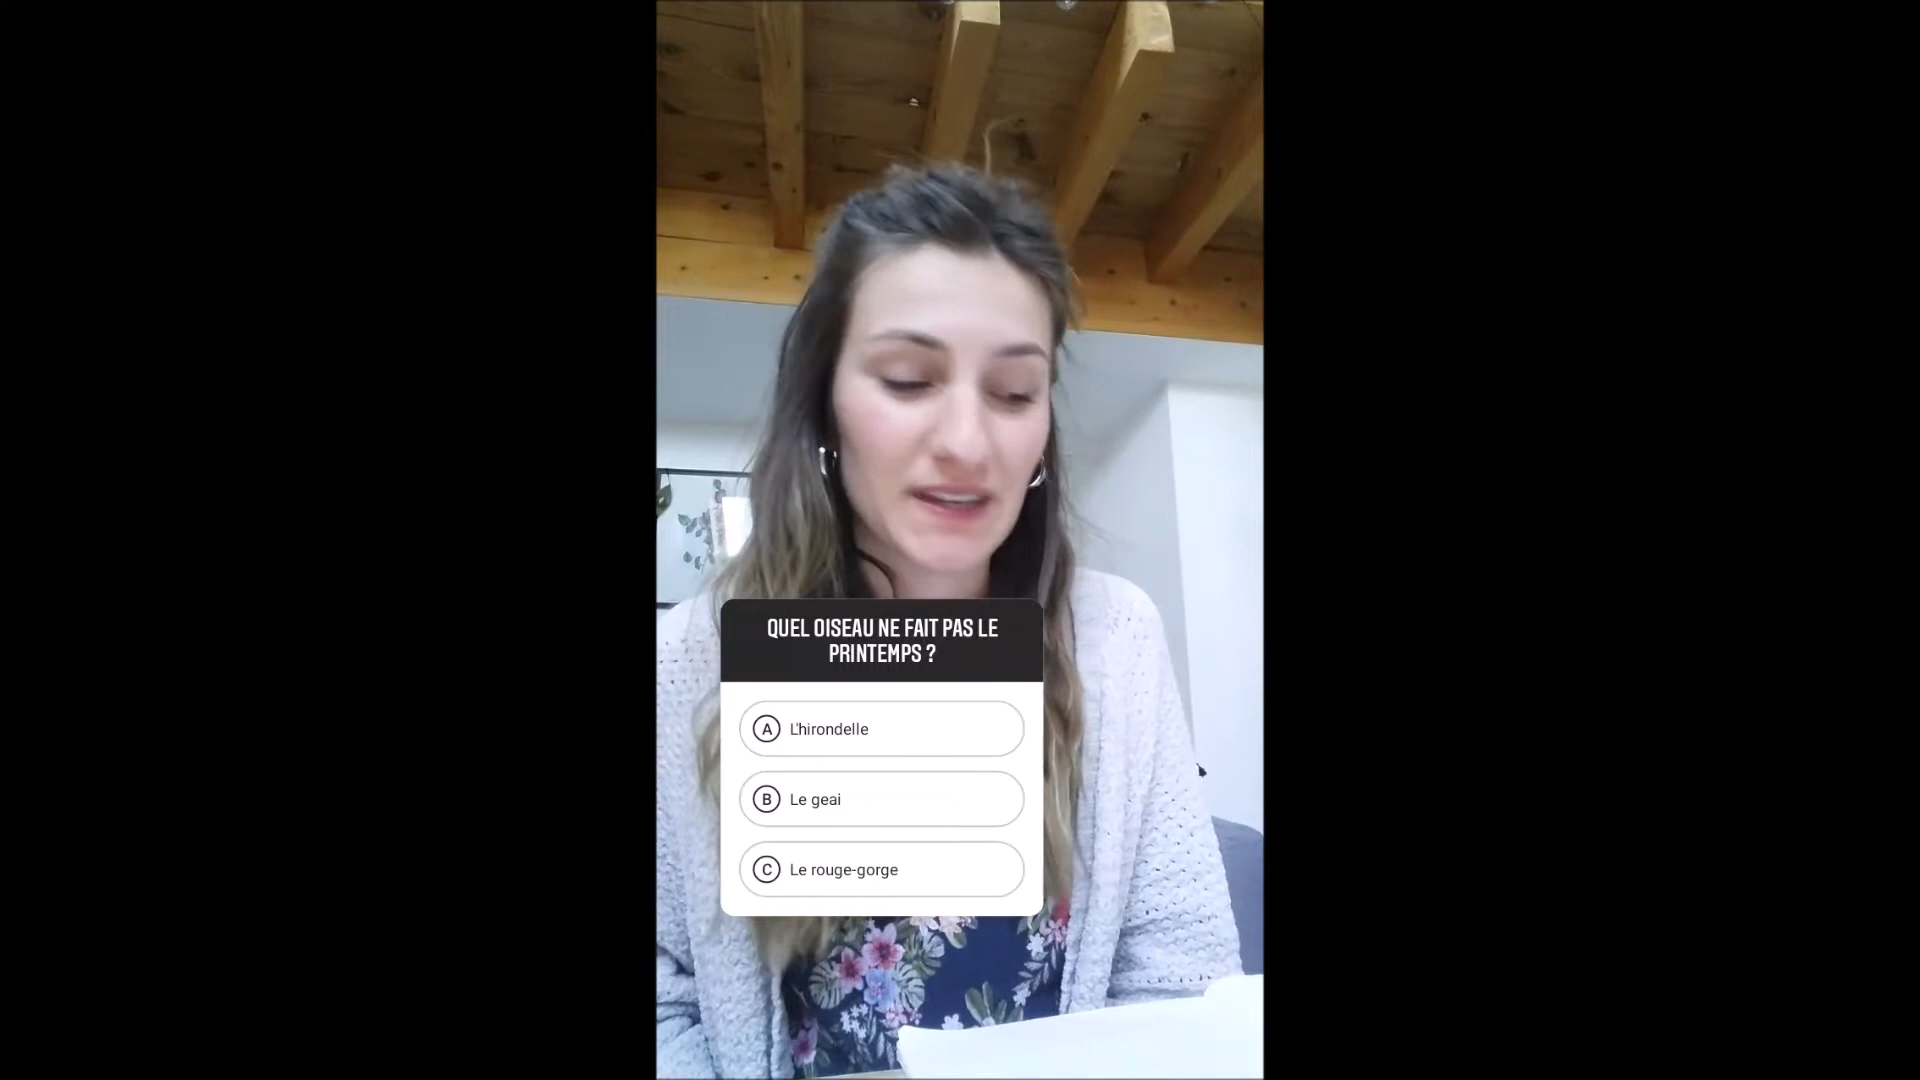 QUEL OISEAU NE FAIT PAS LE
PRINTEMPS ?
A L'hirondelle
B Le geai
C Le rouge-gorge